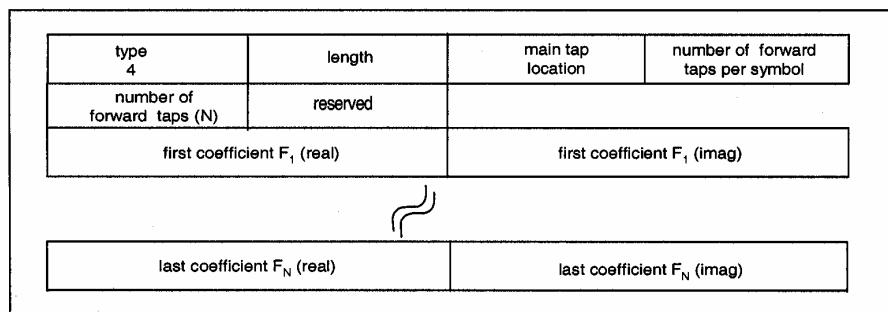 type
4
length
main tap
location
number of forward
taps per symbol
number of
forward taps (N)
reserved
first coefficient F₁ (real)
first coefficient F₁ (imag)
last coefficient Fₙ (real)
last coefficient Fₙ (imag)